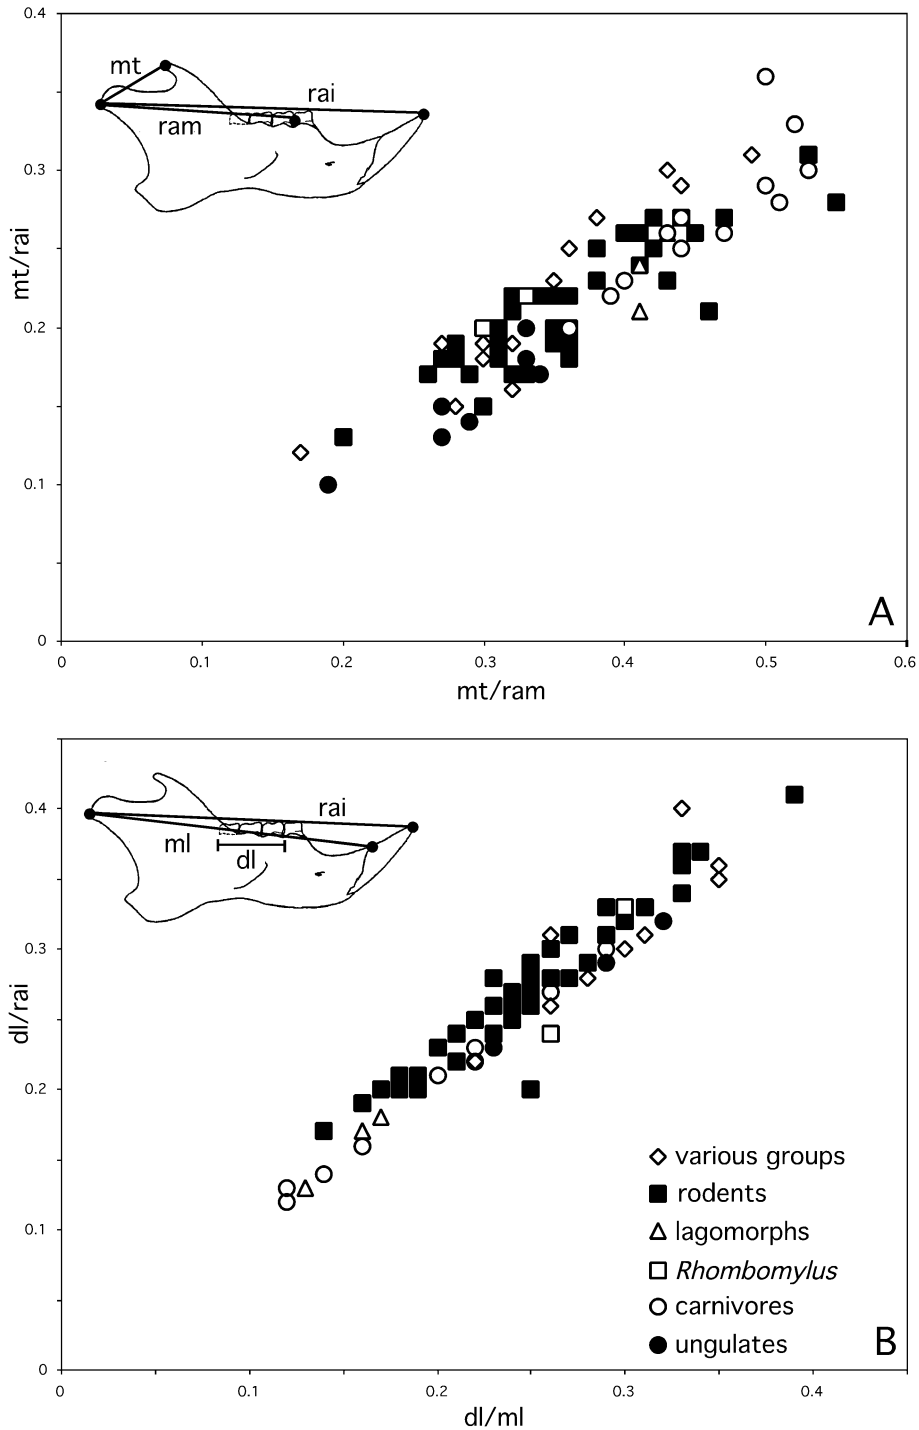 0.4
mt
rai
ram
0.3
mt/rai
0.2
0.1
A
0
0 0.1 0.2 0.3 0.4 0.5 0.6
mt/ram
rai
0.4
ml
dl
0.3
dl/rai
0.2
various groups
rodents
lagomorphs
0.1
Rhombomylus
carnivores
ungulates
B
0
0 0.1 0.2 0.3 0.4
dl/ml